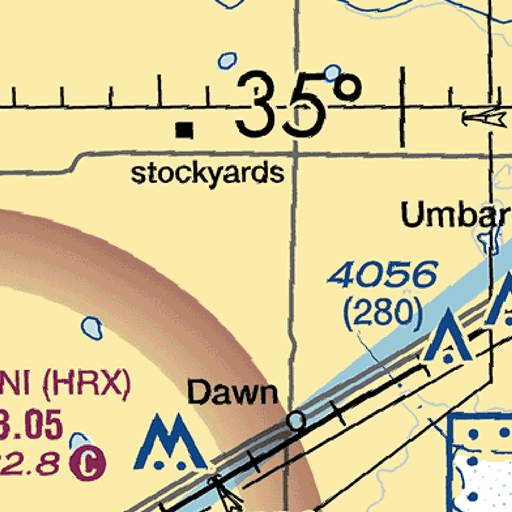 35°
stockyards
Umbar
4056
(280)
NI (HRX)
Dawn
3.05
2.8 C